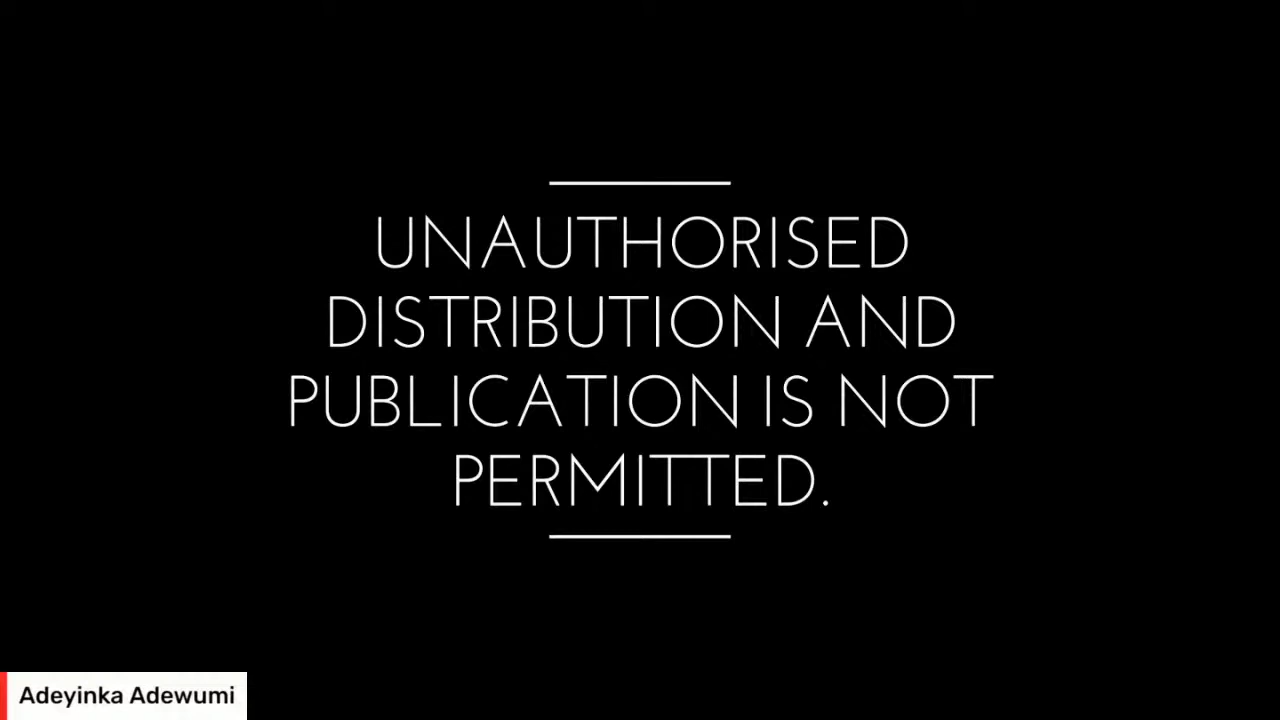 UNAUTHORISED
DISTRIBUTION AND
PUBLICATION IS NOT
PERMITTED.
Adeyinka Adewumi